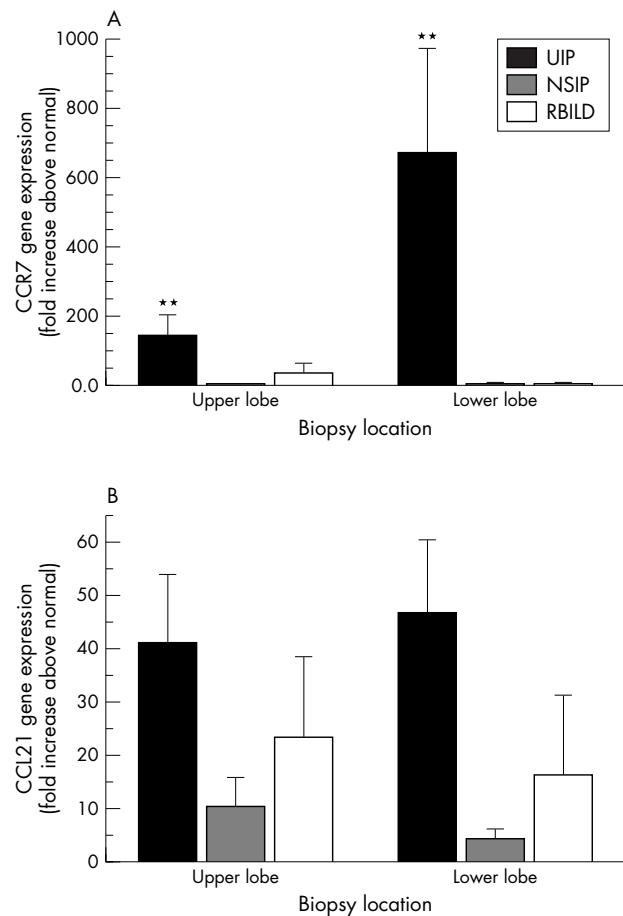 A
1000
800
600
400
200
0.0
CCR7 gene expression
(fold increase above normal)
★★
★★
UIP
NSIP
RBILD
Upper lobe
Lower lobe
Biopsy location
B
60
50
40
30
20
10
0
CCL21 gene expression
(fold increase above normal)
Upper lobe
Lower lobe
Biopsy location